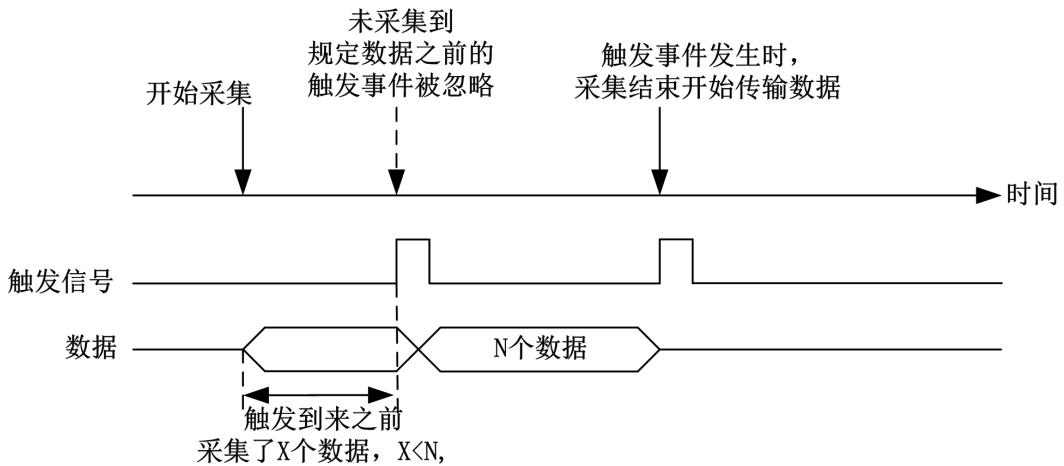 未采集到
规定数据之前的
触发事件被忽略
触发事件发生时，
采集结束开始传输数据
开始采集
时间
触发信号
数据
N个数据
触发到来之前
采集了X个数据，X<N,